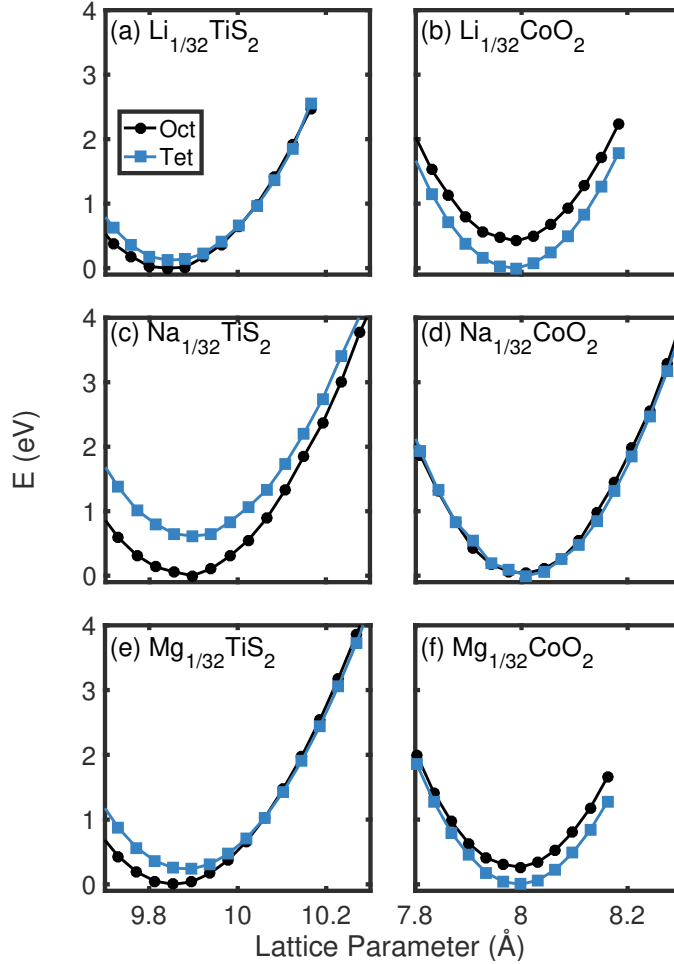 (a) Li1/32TiS2
(b) Li1/32CoO2
Oct
Tet
4
3
2
1
0
(c) Na1/32TiS2
(d) Na1/32CoO2
4
3
2
1
0
E (eV)
(e) Mg1/32TiS2
(f) Mg1/32CoO2
4
3
2
1
0
9.8 10 10.2
7.8 8 8.2
Lattice Parameter (Å)